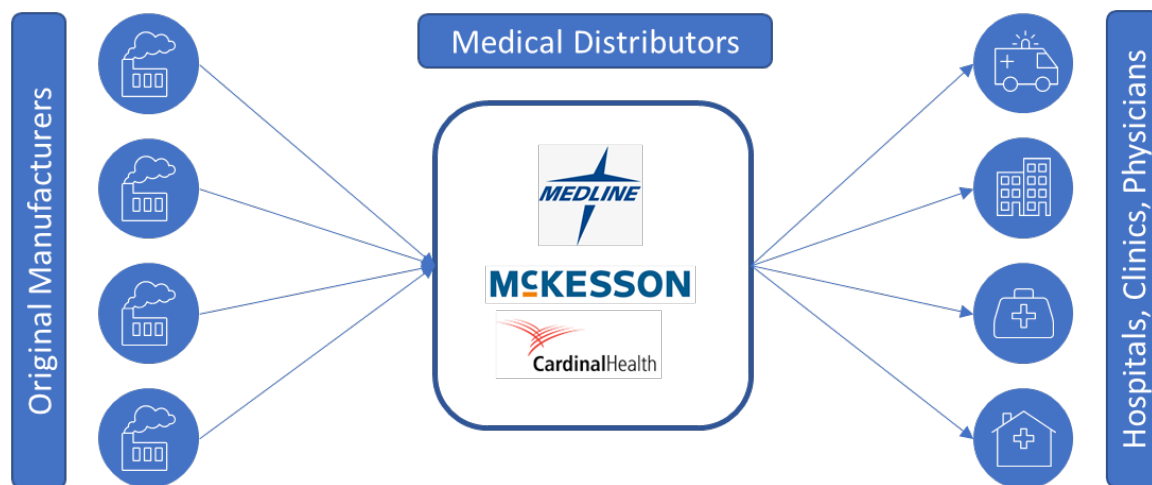 Original Manufacturers
Medical Distributors
MEDLINE
McKESSON
CardinalHealth
Hospitals, Clinics, Physicians